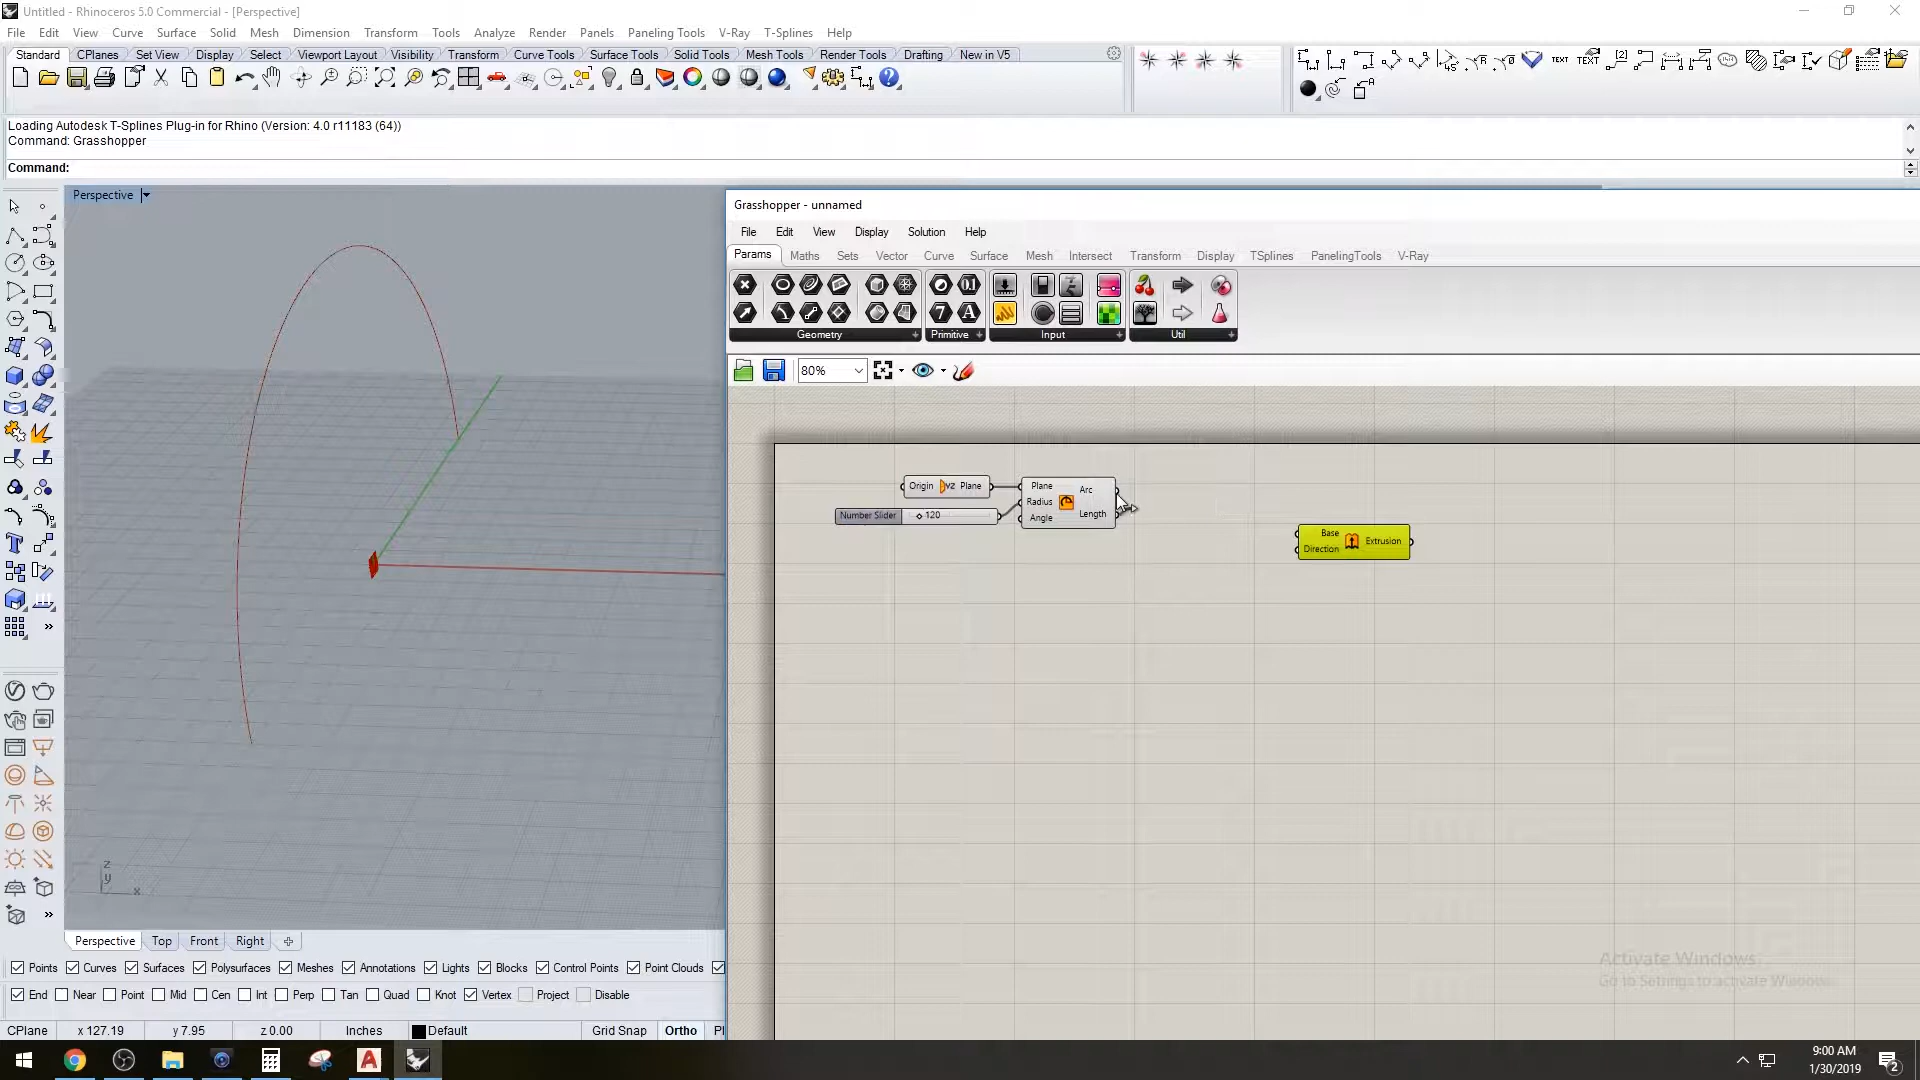 Untitled - Rhinoceros 5.0 Commercial - [Perspective]
File Edit View Curve Surface Solid Mesh Dimension Transform Tools Analyze Render Panels Paneling Tools V-Ray T-Splines Help
Standard CPlanes Set View Display Select Viewport Layout Visibility Transform Curve Tools Surface Tools Solid Tools Mesh Tools Render Tools Drafting New in V5
TEXT TEXT
Loading Autodesk T-Splines Plug-in for Rhino (Version: 4.0 r11183 (64))
Command: Grasshopper
Command:
Perspective
Grasshopper - unnamed
File Edit View Display Solution Help
Params Maths Sets Vector Curve Surface Mesh Intersect Transform Display TSplines PanelingTools V-Ray
Geometry Primitive Input Util
80%
Origin Plane
Number Slider 120
Plane
Radius
Angle
Arc
Length
Base
Direction
Extrusion
z
y
x
Activate Windows
Go to Settings to activate Windows.
Perspective Top Front Right
Points Curves Surfaces Polysurfaces Meshes Annotations Lights Blocks Control Points Point Clouds
End Near Point Mid Cen Int Perp Tan Quad Knot Vertex Project Disable
CPlane x 127.19 y 7.95 z 0.00 Inches Default Grid Snap Ortho Pl
9:00 AM
1/30/2019
2